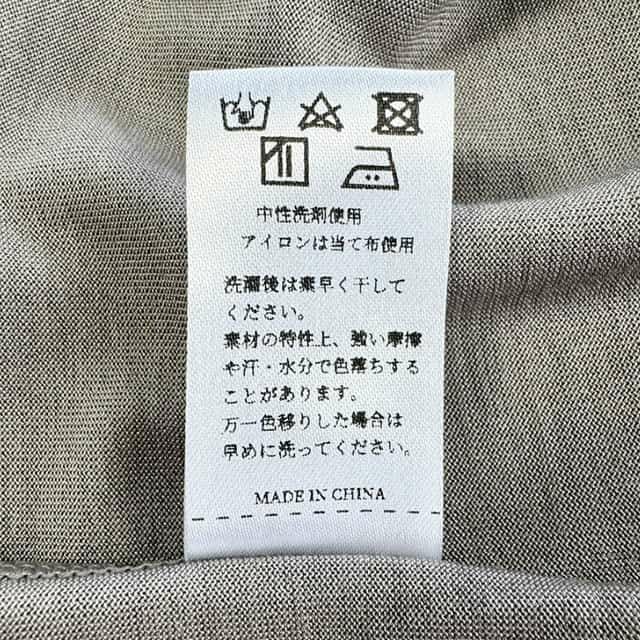 中性洗剤使用
アイロンは当て布使用
洗濯後は素早く干して
ください。
素材の特性上、強い摩擦
や汗・水分で色落ちする
ことがあります。
万一色移りした場合は
早めに洗ってください。
MADE IN CHINA